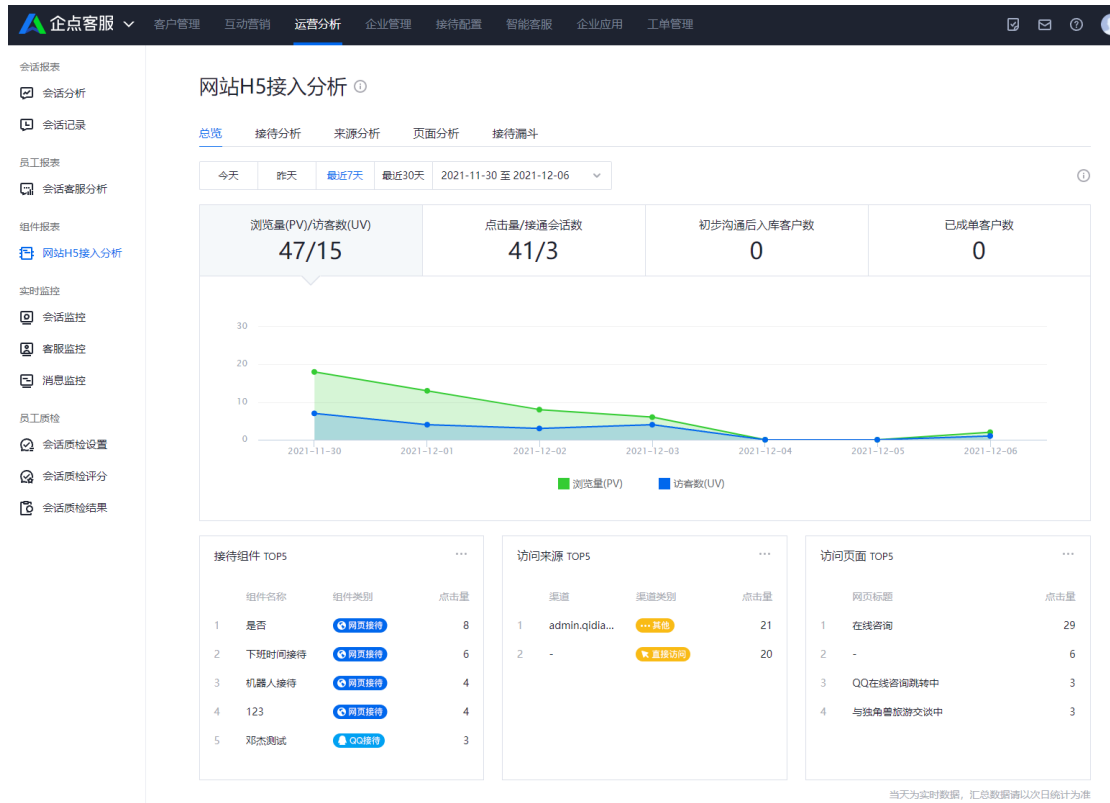 企点客服 客户管理 互动营销 运营分析 企业管理 接待配置 智能客服 企业应用 工单管理
会话报表
会话分析
会话记录
员工报表
会话客服分析
组件报表
网站H5接入分析
实时监控
会话监控
客服监控
消息监控
员工质检
会话质检设置
会话质检评分
会话质检结果
网站H5接入分析
总览 接待分析 来源分析 页面分析 接待漏斗
今天 昨天 最近7天 最近30天 2021-11-30 至 2021-12-06
浏览量(PV)/访客数(UV) 点击量/接通会话数 初步沟通后入库客户数 已成单客户数
47/15 41/3 0 0
30
20
10
0
2021-11-30 2021-12-01 2021-12-02 2021-12-03 2021-12-04 2021-12-05 2021-12-06
浏览量(PV) 访客数(UV)
接待组件 TOP5 ···
组件名称 组件类别 点击量
1 是否 网页接待 8
2 下班时间接待 网页接待 6
3 机器人接待 网页接待 4
4 123 网页接待 4
5 邓杰测试 QQ接待 3
访问来源 TOP5 ···
渠道 渠道类别 点击量
1 admin.qidia... 其他 21
2 - 直接访问 20
访问页面 TOP5 ···
网页标题 点击量
1 在线咨询 29
2 - 6
3 QQ在线咨询跳转中 3
4 与独角兽旅游交谈中 3
当天为实时数据，汇总数据请以次日统计为准